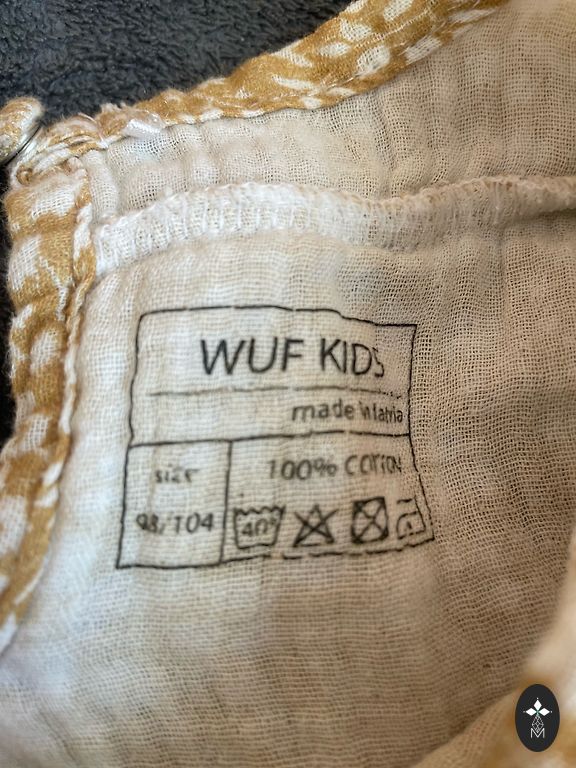 WUF KIDS
made in latvia
size
100% COTTON
98/104
40°
M